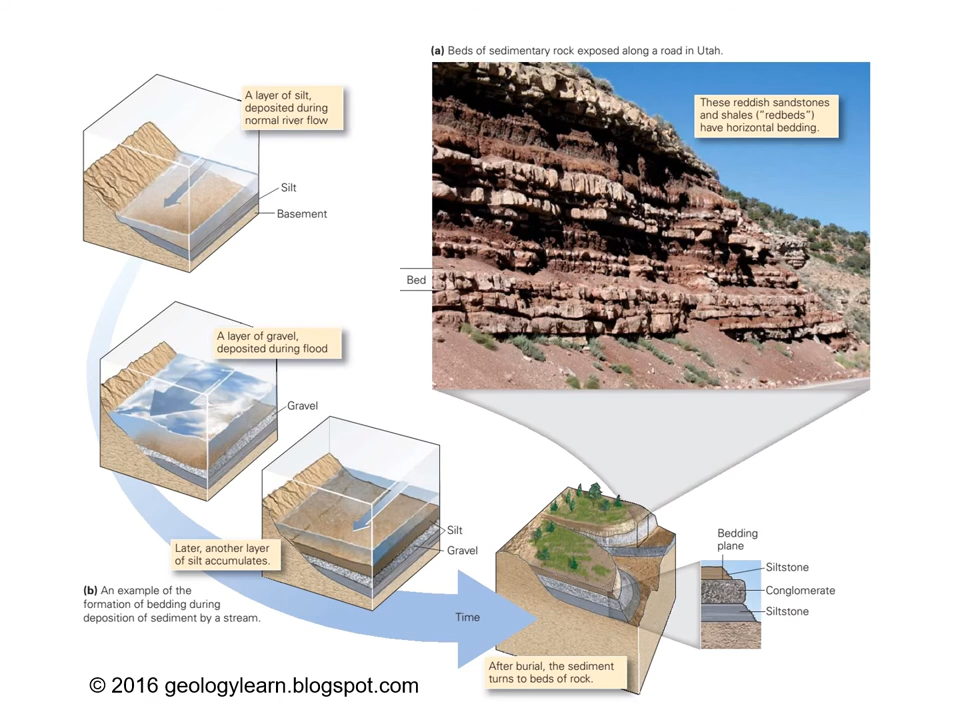 (a) Beds of sedimentary rock exposed along a road in Utah.
A layer of silt,
deposited during
normal river flow
These reddish sandstones
and shales ("redbeds")
have horizontal bedding.
Silt
Basement
Bed
A layer of gravel,
deposited during flood
Gravel
Silt
Gravel
Later, another layer
of silt accumulates.
(b) An example of the
formation of bedding during
deposition of sediment by a stream.
Time
Bedding
plane
Siltstone
Conglomerate
Siltstone
After burial, the sediment
turns to beds of rock.
© 2016 geologylearn.blogspot.com